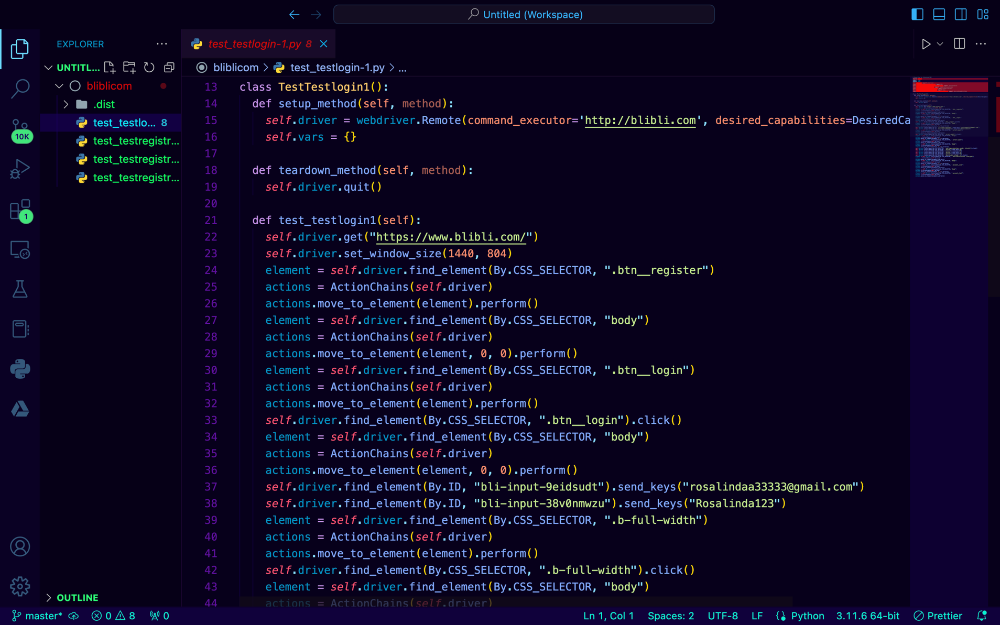 Untitled (Workspace)
EXPLORER
test_testlogin-1.py 8
UNTITL...
bliblicom
.dist
test_testlo... 8
test_testregistr...
test_testregistr...
test_testregistr...
10K
1
OUTLINE
bliblicom > test_testlogin-1.py > ...
13 class TestTestlogin1():
14 def setup_method(self, method):
15 self.driver = webdriver.Remote(command_executor='http://blibli.com', desired_capabilities=DesiredCa
16 self.vars = {}
17
18 def teardown_method(self, method):
19 self.driver.quit()
20
21 def test_testlogin1(self):
22 self.driver.get("https://www.blibli.com/")
23 self.driver.set_window_size(1440, 804)
24 element = self.driver.find_element(By.CSS_SELECTOR, ".btn__register")
25 actions = ActionChains(self.driver)
26 actions.move_to_element(element).perform()
27 element = self.driver.find_element(By.CSS_SELECTOR, "body")
28 actions = ActionChains(self.driver)
29 actions.move_to_element(element, 0, 0).perform()
30 element = self.driver.find_element(By.CSS_SELECTOR, ".btn__login")
31 actions = ActionChains(self.driver)
32 actions.move_to_element(element).perform()
33 self.driver.find_element(By.CSS_SELECTOR, ".btn__login").click()
34 element = self.driver.find_element(By.CSS_SELECTOR, "body")
35 actions = ActionChains(self.driver)
36 actions.move_to_element(element, 0, 0).perform()
37 self.driver.find_element(By.ID, "bli-input-9eidsudt").send_keys("rosalindaa33333@gmail.com")
38 self.driver.find_element(By.ID, "bli-input-38v0nmwzu").send_keys("Rosalinda123")
39 element = self.driver.find_element(By.CSS_SELECTOR, ".b-full-width")
40 actions = ActionChains(self.driver)
41 actions.move_to_element(element).perform()
42 self.driver.find_element(By.CSS_SELECTOR, ".b-full-width").click()
43 element = self.driver.find_element(By.CSS_SELECTOR, "body")
44 actions = ActionChains(self.driver)
master* 0 8 0 Ln 1, Col 1 Spaces: 2 UTF-8 LF Python 3.11.6 64-bit Prettier